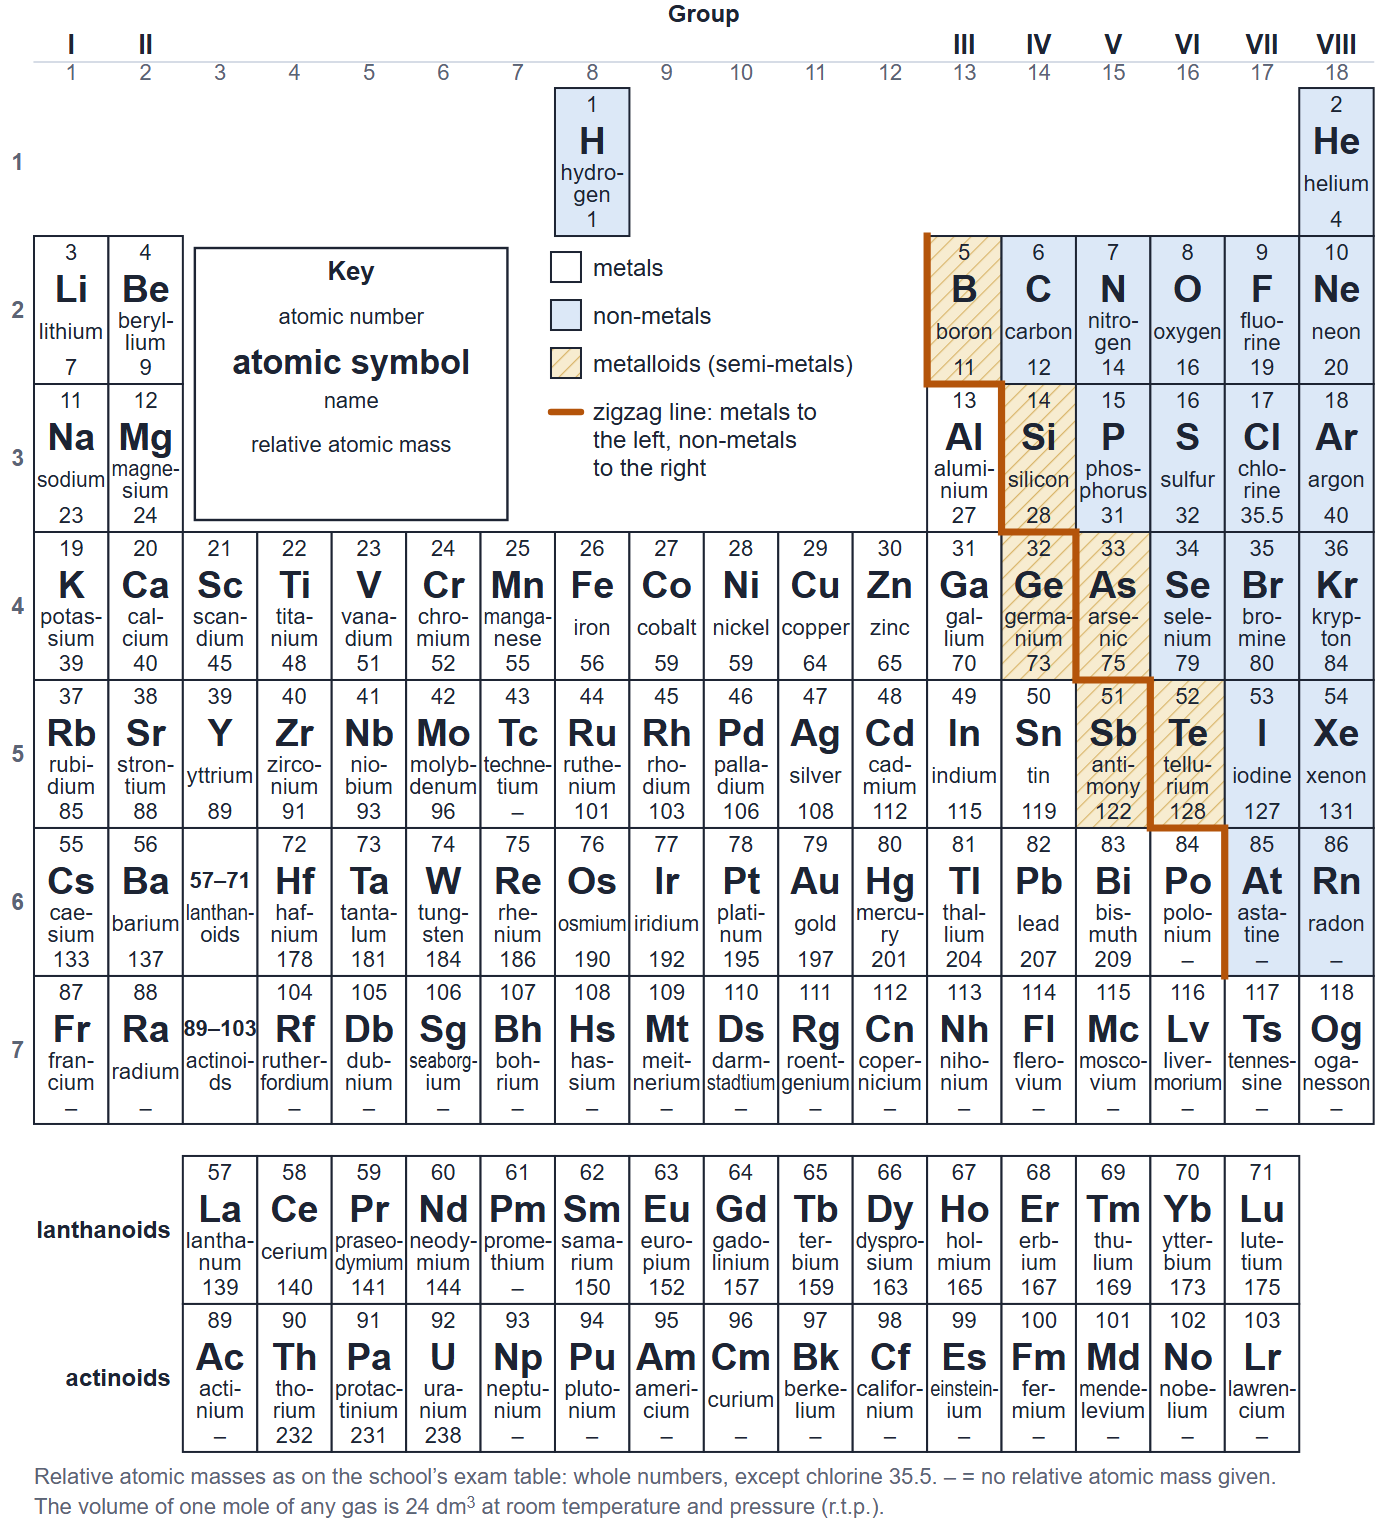 Group
I II III IV V VI VII VIII
1 2 3 4 5 6 7 8 9 10 11 12 13 14 15 16 17 18
1 2
H He
1
hydro-
helium
gen
1 4
3 4 5 6 7 8 9 10
Li Be B C N O F Ne
2
beryl- nitro- fluo-
lithium boron carbon oxygen neon
llium gen rine
7 9 11 12 14 16 19 20
Key
atomic number
atomic symbol
name
relative atomic mass
metals
non-metals
metalloids (semi-metals)
zigzag line: metals to
the left, non-metals
to the right
11 12 13 14 15 16 17 18
Na Mg Al Si P S Cl Ar
3
magne- alumi- phos- chlo-
sodium silicon sulfur argon
sium nium phorus rine
23 24 27 28 31 32 35.5 40
19 20 21 22 23 24 25 26 27 28 29 30 31 32 33 34 35 36
K Ca Sc Ti V Cr Mn Fe Co Ni Cu Zn Ga Ge As Se Br Kr
4
potas- cal- scan- tita- vana- chro- manga- gal- germa- arse- sele- bro- kryp-
iron cobalt nickel copper zinc
sium cium dium nium dium mium nese lium nium nic nium mine ton
39 40 45 48 51 52 55 56 59 59 64 65 70 73 75 79 80 84
37 38 39 40 41 42 43 44 45 46 47 48 49 50 51 52 53 54
Rb Sr Y Zr Nb Mo Tc Ru Rh Pd Ag Cd In Sn Sb Te I Xe
5
rubi- stron- zirco- nio- molyb- techne- ruthe- rho- palla- cad- anti- tellu-
yttrium silver indium tin iodine xenon
dium tium nium bium denum tium nium dium dium mium mony rium
85 88 89 91 93 96 – 101 103 106 108 112 115 119 122 128 127 131
55 56 72 73 74 75 76 77 78 79 80 81 82 83 84 85 86
Cs Ba 57–71 Hf Ta W Re Os Ir Pt Au Hg Tl Pb Bi Po At Rn
6
cae- lanthan- haf- tanta- tung- rhe- plati- mercu- thal- bis- polo- asta-
barium osmium iridium gold lead radon
sium oids nium lum sten nium num ry lium muth nium tine
133 137 178 181 184 186 190 192 195 197 201 204 207 209 – – –
87 88 104 105 106 107 108 109 110 111 112 113 114 115 116 117 118
Fr Ra 89–103 Rf Db Sg Bh Hs Mt Ds Rg Cn Nh Fl Mc Lv Ts Og
7
fran- actinoi- ruther- dub- seaborg- boh- has- meit- darm- roent- coper- niho- flero- mosco- liver- tennes- oga-
radium
cium ds fordium nium ium rium sium nerium stadtium genium nicium nium vium vium morium sine nesson
– – – – – – – – – – – – – – – – –
57 58 59 60 61 62 63 64 65 66 67 68 69 70 71
La Ce Pr Nd Pm Sm Eu Gd Tb Dy Ho Er Tm Yb Lu
lanthanoids
lantha- praseo- neody- prome- sama- euro- gado- ter- dyspro- hol- erb- thu- ytter- lute-
cerium
num dymium mium thium rium pium linium bium sium mium ium lium bium tium
139 140 141 144 – 150 152 157 159 163 165 167 169 173 175
89 90 91 92 93 94 95 96 97 98 99 100 101 102 103
Ac Th Pa U Np Pu Am Cm Bk Cf Es Fm Md No Lr
actinoids
acti- tho- protac- ura- neptu- pluto- ameri- berke- califor- einstein- fer- mende- nobe- lawren-
curium
nium rium tinium nium nium nium cium lium nium ium mium levium lium cium
– 232 231 238 – – – – – – – – – – –
Relative atomic masses as on the school’s exam table: whole numbers, except chlorine 35.5. – = no relative atomic mass given.
The volume of one mole of any gas is 24 dm³ at room temperature and pressure (r.t.p.).